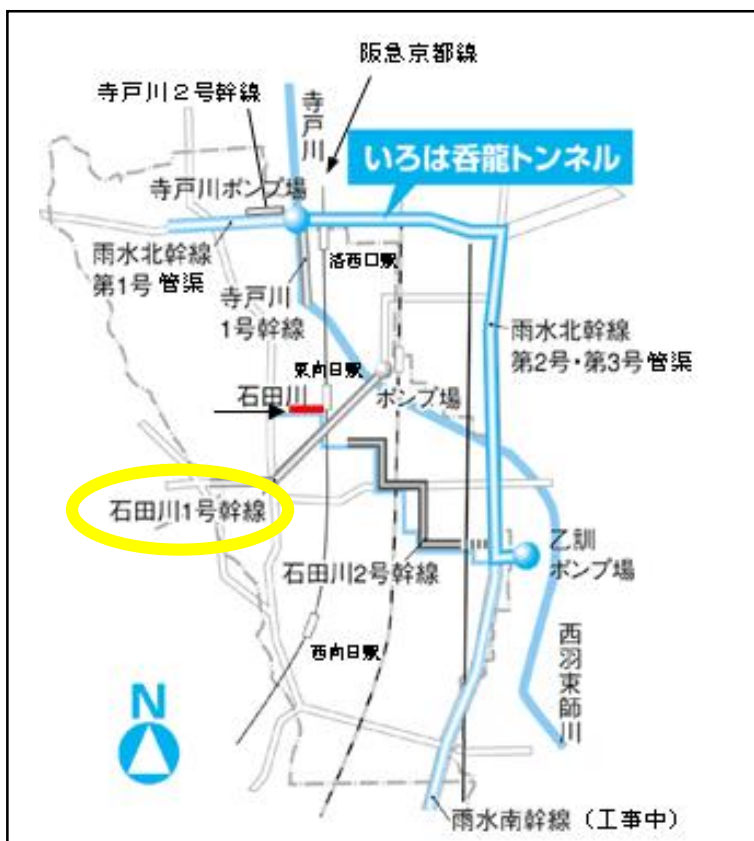 阪急京都線
寺戸川２号幹線
寺戸川
いろは呑龍トンネル
寺戸川ポンプ場
雨水北幹線
第1号管渠
洛西口駅
寺戸川
1号幹線
雨水北幹線
第2号・第3号管渠
東向日駅
石田川
ポンプ場
石田川1号幹線
石田川2号幹線
乙訓
ポンプ場
西向日駅
西羽束師川
N
雨水南幹線（工事中）